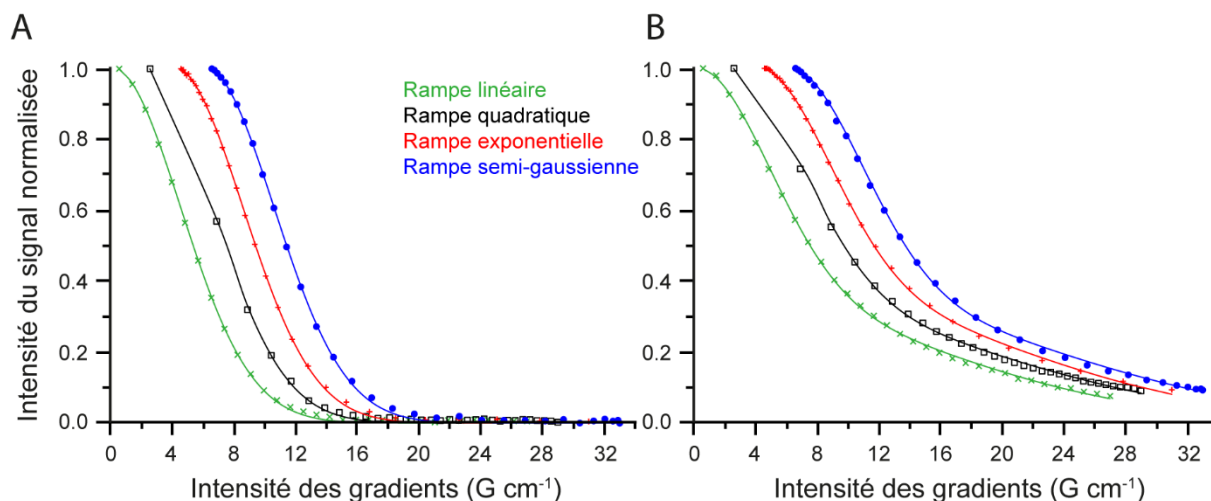 A
B
Intensité du signal normalisée
1.0
0.8
0.6
0.4
0.2
0.0
Rampe linéaire
Rampe quadratique
Rampe exponentielle
Rampe semi-gaussienne
0 4 8 12 16 20 24 28 32
Intensité des gradients (G cm⁻¹)
1.0
0.8
0.6
0.4
0.2
0.0
0 4 8 12 16 20 24 28 32
Intensité des gradients (G cm⁻¹)